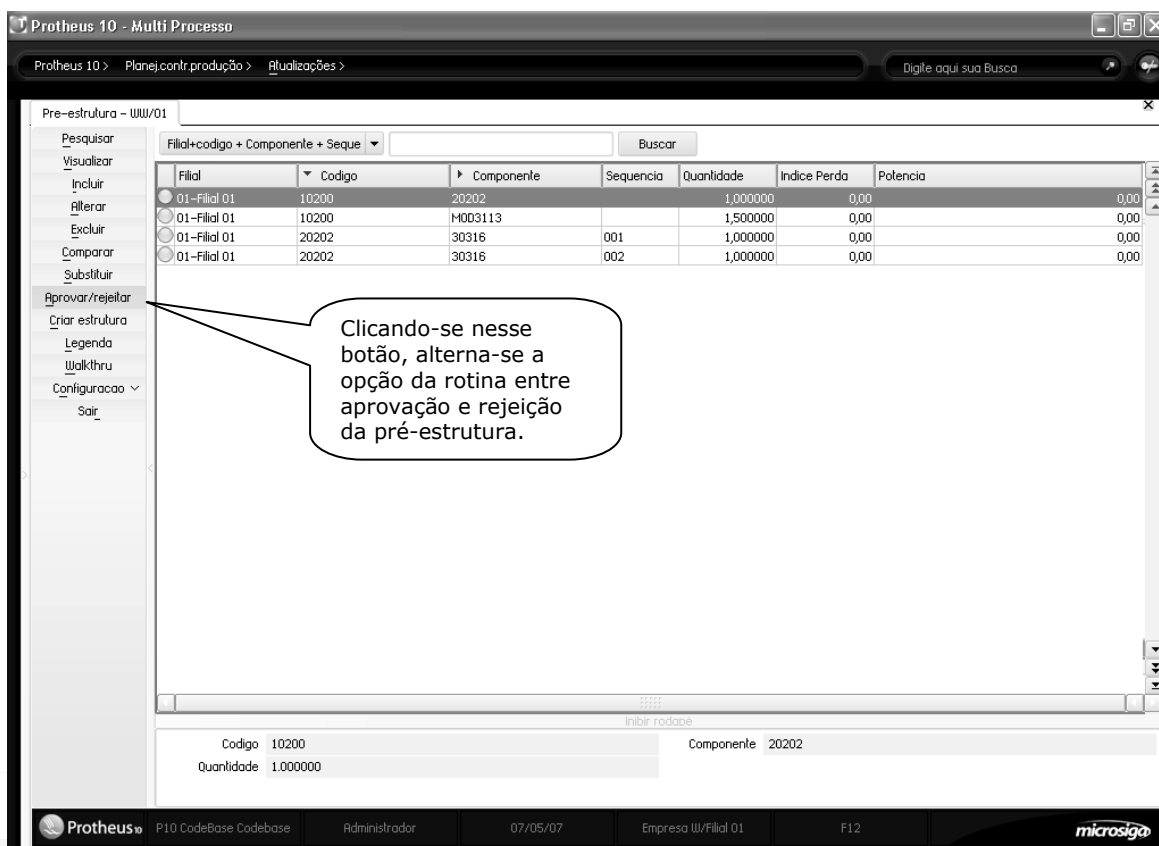 Protheus 10 - Multi Processo
Protheus 10 > Planej.contr.produção > Atualizações >
Digite aqui sua Busca
Pre-estrutura – WW/01
Pesquisar
Visualizar
Incluir
Alterar
Excluir
Comparar
Substituir
Aprovar/rejeitar
Criar estrutura
Legenda
Walkthru
Configuracao
Sair
Filial+codigo + Componente + Seque
Buscar
Filial Codigo Componente Sequencia Quantidade Indice Perda Potencia
01-Filial 01 10200 20202 1,000000 0,00 0,00
01-Filial 01 10200 MOD3113 1,500000 0,00 0,00
01-Filial 01 20202 30316 001 1,000000 0,00 0,00
01-Filial 01 20202 30316 002 1,000000 0,00 0,00
Clicando-se nesse
botão, alterna-se a
opção da rotina entre
aprovação e rejeição
da pré-estrutura.
Inibir rodapé
Codigo 10200 Componente 20202
Quantidade 1.000000
Protheus10 P10 CodeBase Codebase Administrador 07/05/07 Empresa W/Filial 01 F12 microsiga